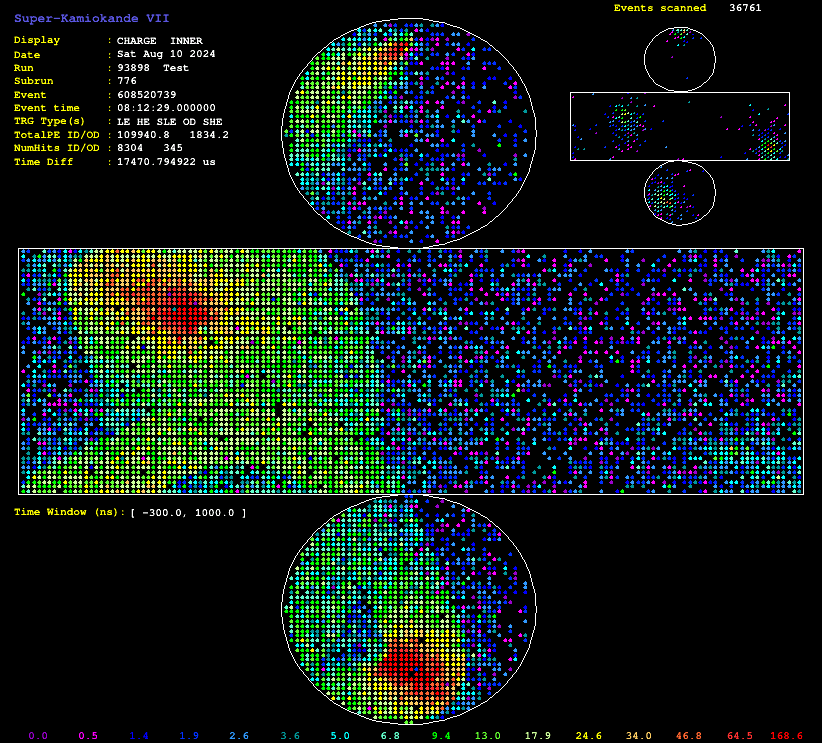 Super-Kamiokande VII
Events scanned 36761
Display : CHARGE INNER
Date : Sat Aug 10 2024
Run : 93898 Test
Subrun : 776
Event : 608520739
Event time : 08:12:29.000000
TRG Type(s) : LE HE SLE OD SHE
TotalPE ID/OD : 109940.8 1834.2
NumHits ID/OD : 8304 345
Time Diff : 17470.794922 us
Time Window (ns): [ -300.0, 1000.0 ]
0.0 0.5 1.4 1.9 2.6 3.6 5.0 6.8 9.4 13.0 17.9 24.6 34.0 46.8 64.5 168.6